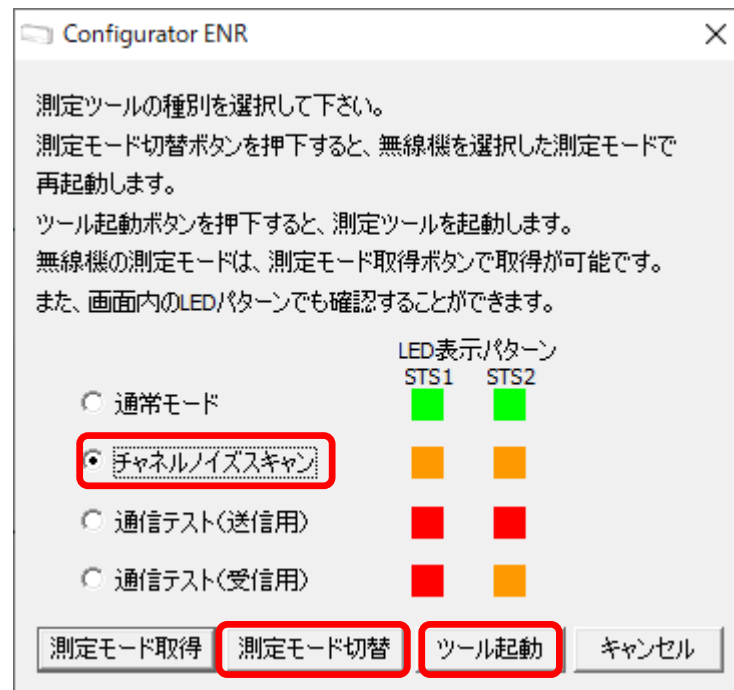 Configurator ENR
測定ツールの種別を選択して下さい。
測定モード切替ボタンを押下すると、無線機を選択した測定モードで
再起動します。
ツール起動ボタンを押下すると、測定ツールを起動します。
無線機の測定モードは、測定モード取得ボタンで取得が可能です。
また、画面内のLEDパターンでも確認することができます。
LED表示パターン
STS1 STS2
通常モード
チャネルノイズスキャン
通信テスト(送信用)
通信テスト(受信用)
測定モード取得 測定モード切替 ツール起動 キャンセル